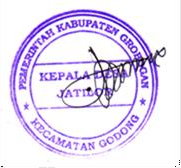 PEMERINTAH KABUPATEN GROBOGAN
KEPALA DESA
JATILOR
KECAMATAN GODONG